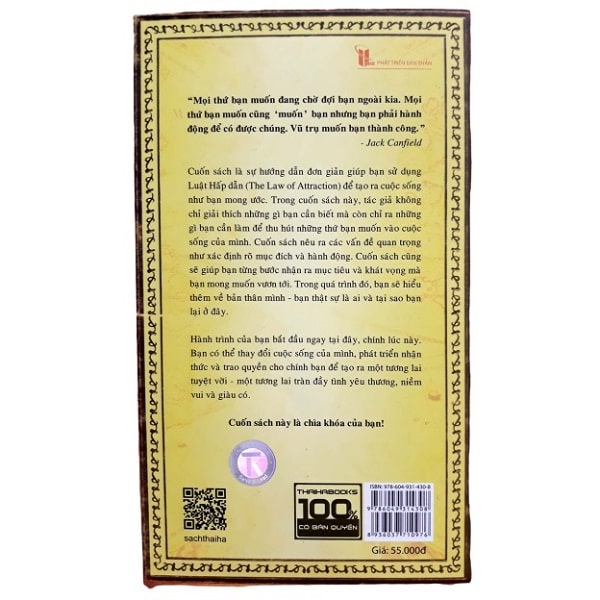 PHÁT TRIỂN BẢN THÂN
“Mọi thứ bạn muốn đang chờ đợi bạn ngoài kia. Mọi
thứ bạn muốn cũng ‘muốn’ bạn nhưng bạn phải hành
động để có được chúng. Vũ trụ muốn bạn thành công.”
- Jack Canfield
Cuốn sách là sự hướng dẫn đơn giản giúp bạn sử dụng
Luật Hấp dẫn (The Law of Attraction) để tạo ra cuộc sống
như bạn mong ước. Trong cuốn sách này, tác giả không
chỉ giải thích những gì bạn cần biết mà còn chỉ ra những
gì bạn cần làm để thu hút những thứ bạn muốn vào cuộc
sống của mình. Cuốn sách nêu ra các vấn đề quan trọng
như xác định rõ mục đích và hành động. Cuốn sách cũng
sẽ giúp bạn từng bước nhận ra mục tiêu và khát vọng mà
bạn mong muốn vươn tới. Trong quá trình đó, bạn sẽ hiểu
thêm về bản thân mình - bạn thật sự là ai và tại sao bạn
lại ở đây.
Hành trình của bạn bắt đầu ngay tại đây, chính lúc này.
Bạn có thể thay đổi cuộc sống của mình, phát triển nhận
thức và trao quyền cho chính bạn để tạo ra một tương lai
tuyệt vời - một tương lai tràn đầy tình yêu thương, niềm
vui và giàu có.
Cuốn sách này là chìa khóa của bạn!
sachthaiha
THAIHABOOKS
100%
CÓ BẢN QUYỀN
ISBN: 978-604-931-430-8
9 786049 314308
8 936037 710976
Giá: 55.000đ